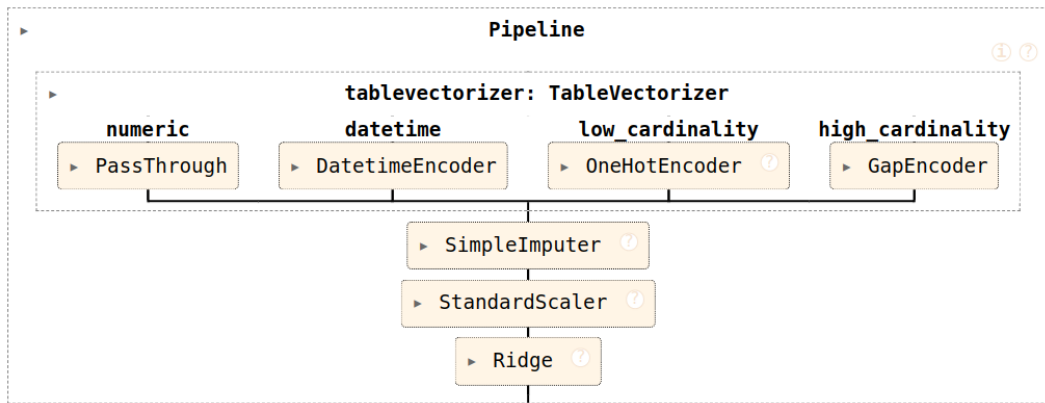 ▸ Pipeline
i ?
▸ tablevectorizer: TableVectorizer
numeric datetime low_cardinality high_cardinality
▸ PassThrough ▸ DatetimeEncoder ▸ OneHotEncoder ? ▸ GapEncoder
▸ SimpleImputer ?
▸ StandardScaler ?
▸ Ridge ?